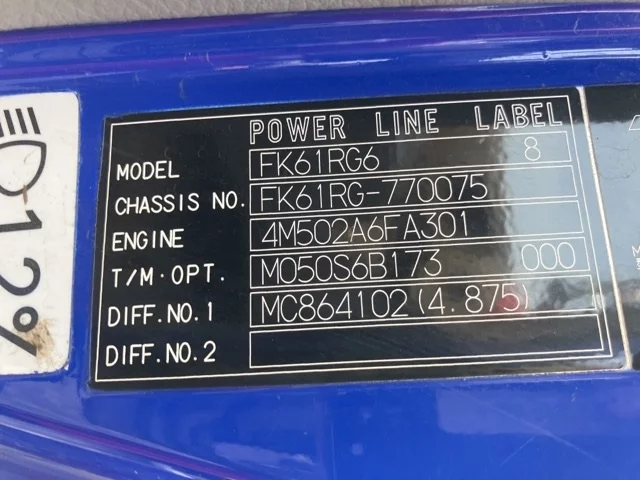 POWER LINE LABEL
MODEL FK61RG6 8
CHASSIS NO. FK61RG-770075
ENGINE 4M502A6FA301
T/M·OPT. M050S6B173 000
DIFF.NO.1 MC864102(4.875)
DIFF.NO.2
12%